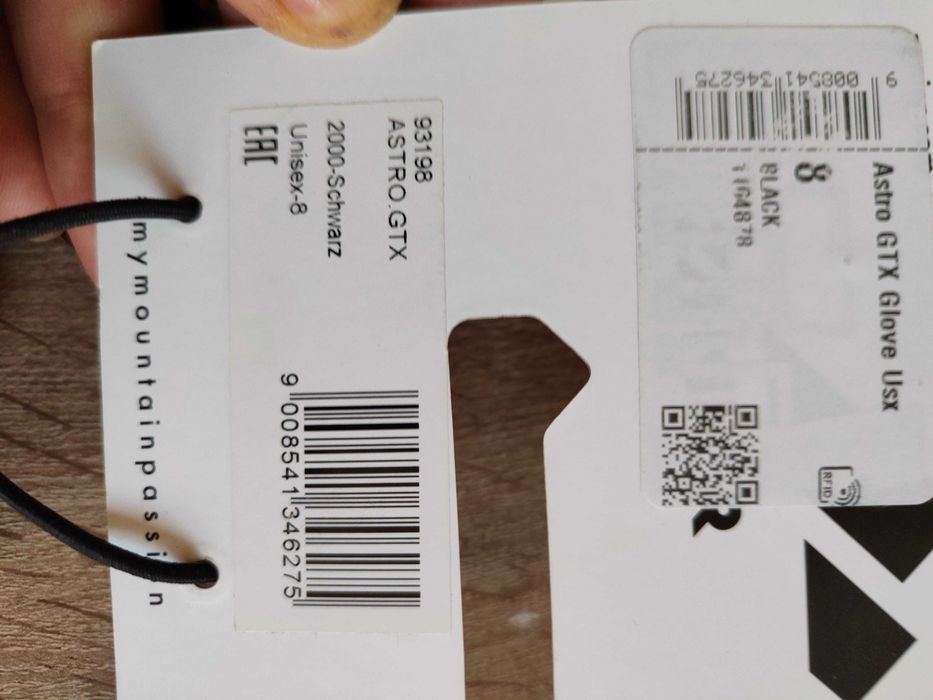 93198
ASTRO.GTX
2000-Schwarz
Unisex-8
EAC
9 008541 346275
mymountainpassion
9 008541 346275
Astro GTX Glove Usx
8
BLACK
RFID
R